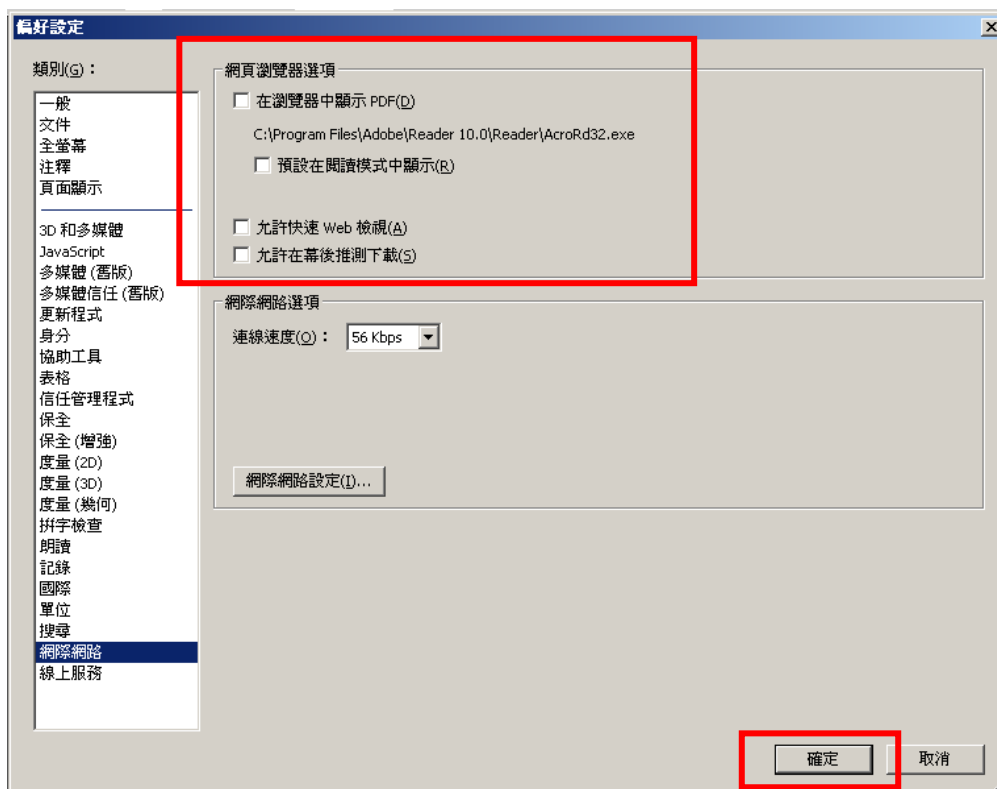 偏好設定
類別(G)：
一般
文件
全螢幕
注釋
頁面顯示
3D 和多媒體
JavaScript
多媒體 (舊版)
多媒體信任 (舊版)
更新程式
身分
協助工具
表格
信任管理程式
保全
保全 (增強)
度量 (2D)
度量 (3D)
度量 (幾何)
拼字檢查
朗讀
記錄
國際
單位
搜尋
網際網路
線上服務
網頁瀏覽器選項
在瀏覽器中顯示 PDF(D)
C:\Program Files\Adobe\Reader 10.0\Reader\AcroRd32.exe
預設在閱讀模式中顯示(R)
允許快速 Web 檢視(A)
允許在幕後推測下載(S)
網際網路選項
連線速度(O)： 56 Kbps
網際網路設定(I)...
確定 取消